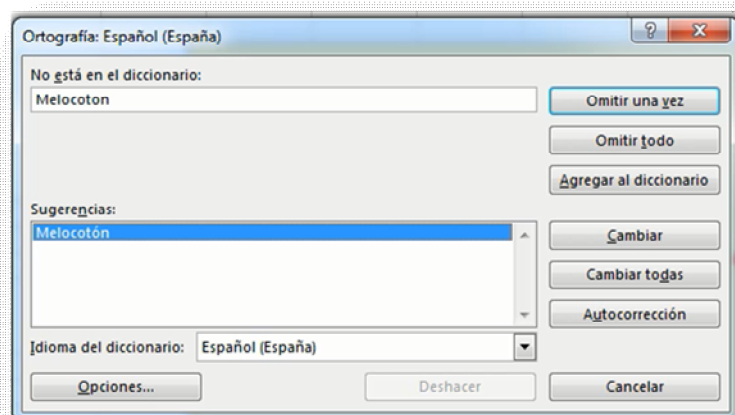 Ortografía: Español (España)
No está en el diccionario:
Melocoton
Omitir una vez
Omitir todo
Agregar al diccionario
Sugerencias:
Melocotón
Cambiar
Cambiar todas
Autocorrección
Idioma del diccionario: Español (España)
Opciones... Deshacer Cancelar